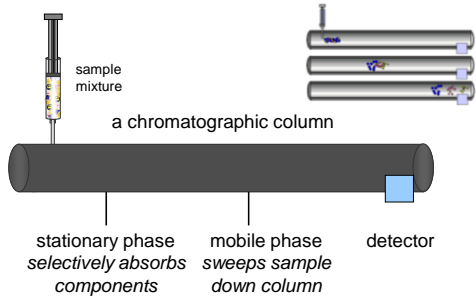 sample
mixture
a chromatographic column
stationary phase
selectively absorbs
components
mobile phase
sweeps sample
down column
detector